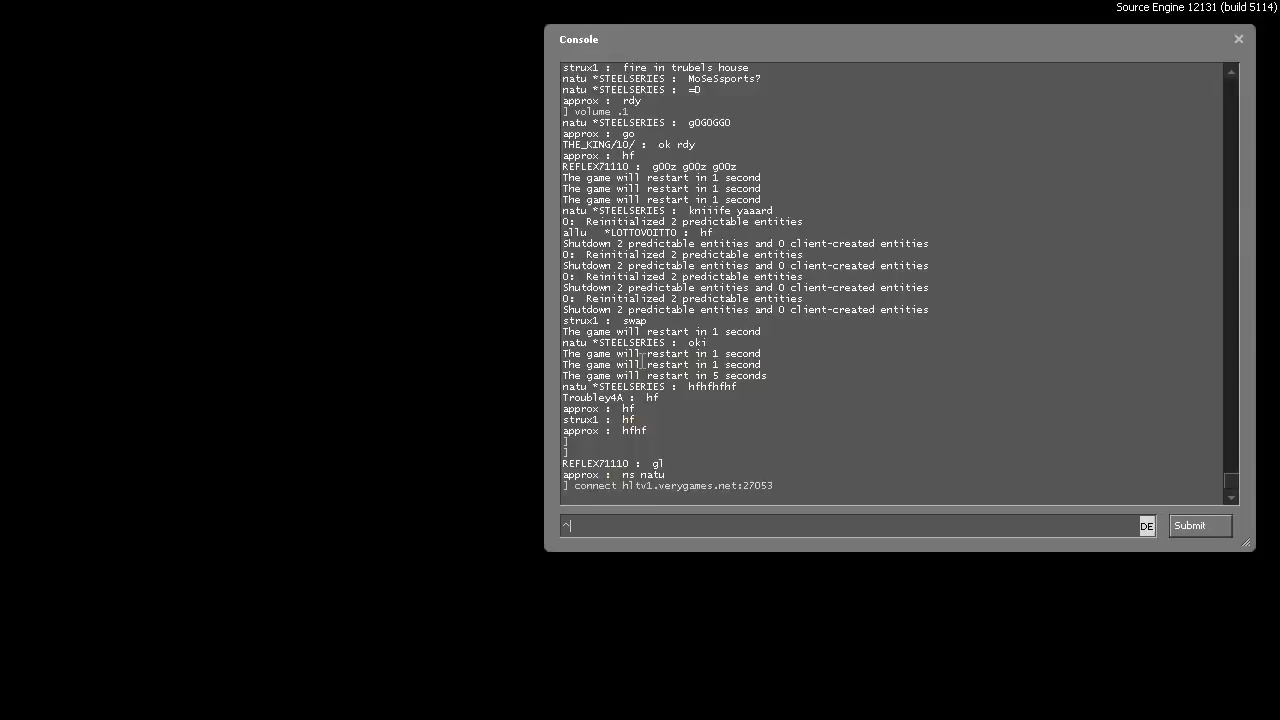 Source Engine 12131 (build 5114)
Console
strux1 :  fire in trubels house
natu *STEELSERIES :  MoSeSsports?
natu *STEELSERIES :  =D
approx :  rdy
] volume .1
natu *STEELSERIES :  gOGOGGO
approx :  go
THE_KING/10/ :  ok rdy
approx :  hf
REFLEX71110 :  gOOz gOOz gOOz
The game will restart in 1 second
The game will restart in 1 second
The game will restart in 1 second
natu *STEELSERIES :  kniiife yaaard
0:  Reinitialized 2 predictable entities
allu   *LOTTOVOITTO :  hf
Shutdown 2 predictable entities and 0 client-created entities
0:  Reinitialized 2 predictable entities
Shutdown 2 predictable entities and 0 client-created entities
0:  Reinitialized 2 predictable entities
Shutdown 2 predictable entities and 0 client-created entities
0:  Reinitialized 2 predictable entities
Shutdown 2 predictable entities and 0 client-created entities
strux1 :  swap
The game will restart in 1 second
natu *STEELSERIES :  oki
The game will restart in 1 second
The game will restart in 1 second
The game will restart in 5 seconds
natu *STEELSERIES :  hfhfhfhf
Troubley4A :  hf
approx :  hf
strux1 :  hf
approx :  hfhf
]
]
REFLEX71110 :  gl
approx :  ns natu
] connect hltv1.verygames.net:27053
^
DE
Submit